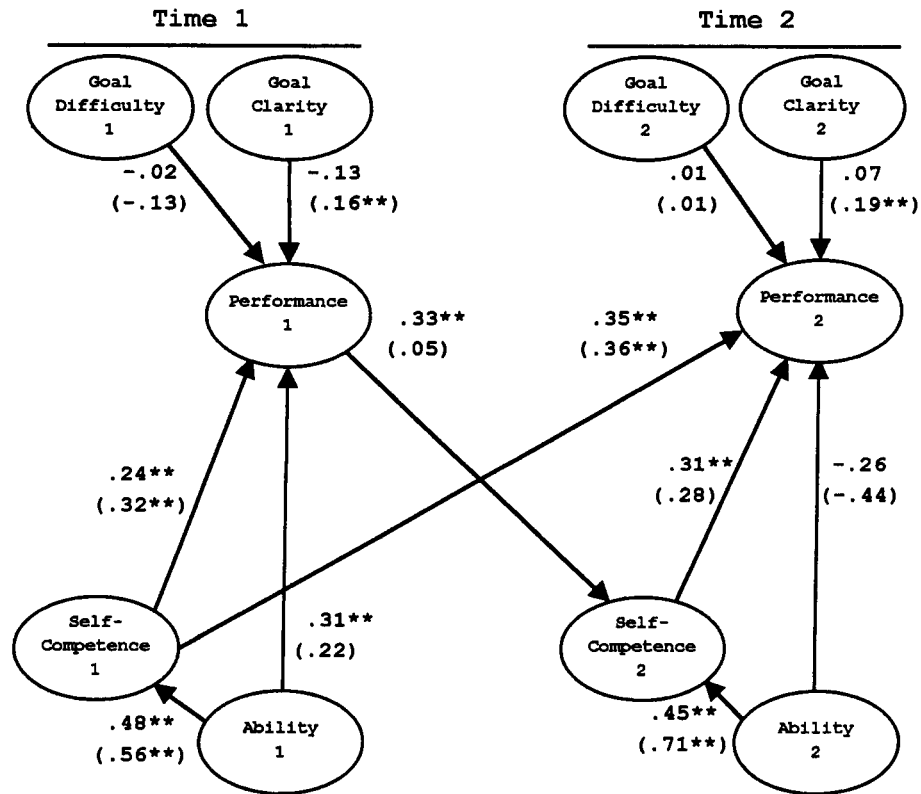 Time 1
Time 2
Goal
Difficulty
1
Goal
Clarity
1
Goal
Difficulty
2
Goal
Clarity
2
-.02
(-.13)
-.13
(.16**)
.01
(.01)
.07
(.19**)
Performance
1
Performance
2
.33**
(.05)
.35**
(.36**)
.24**
(.32**)
.31**
(.28)
-.26
(-.44)
Self-
Competence
1
.31**
(.22)
Self-
Competence
2
.48**
(.56**)
Ability
1
.45**
(.71**)
Ability
2